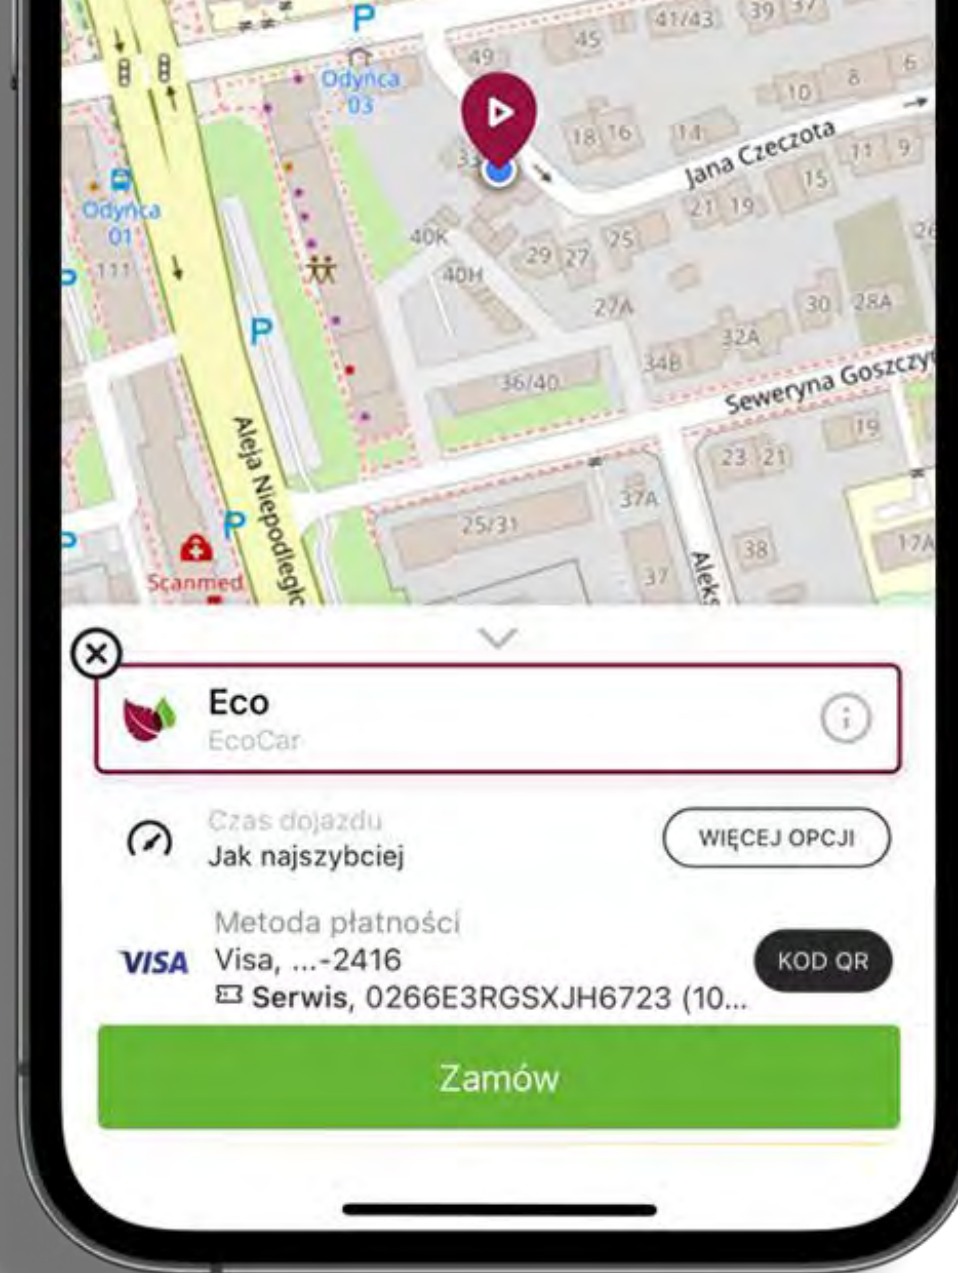 P
41/43
39
37
49
45
Odyńca
03
6
8
10
18
16
14
Jana Czeczota
11
9
15
Odyńca
01
21
19
40K
25
29
27
111
P
40H
27A
30
28A
P
32A
34B
36/40
Seweryna Goszczy
19
Aleja Niepodległo
23
21
37A
P
25/31
P
38
17A
Scanmed
37
Aleks
Eco
EcoCar
Czas dojazdu
Jak najszybciej
WIĘCEJ OPCJI
Metoda płatności
VISA
Visa, ...-2416
KOD QR
Serwis, 0266E3RGSXJH6723 (10...
Zamów